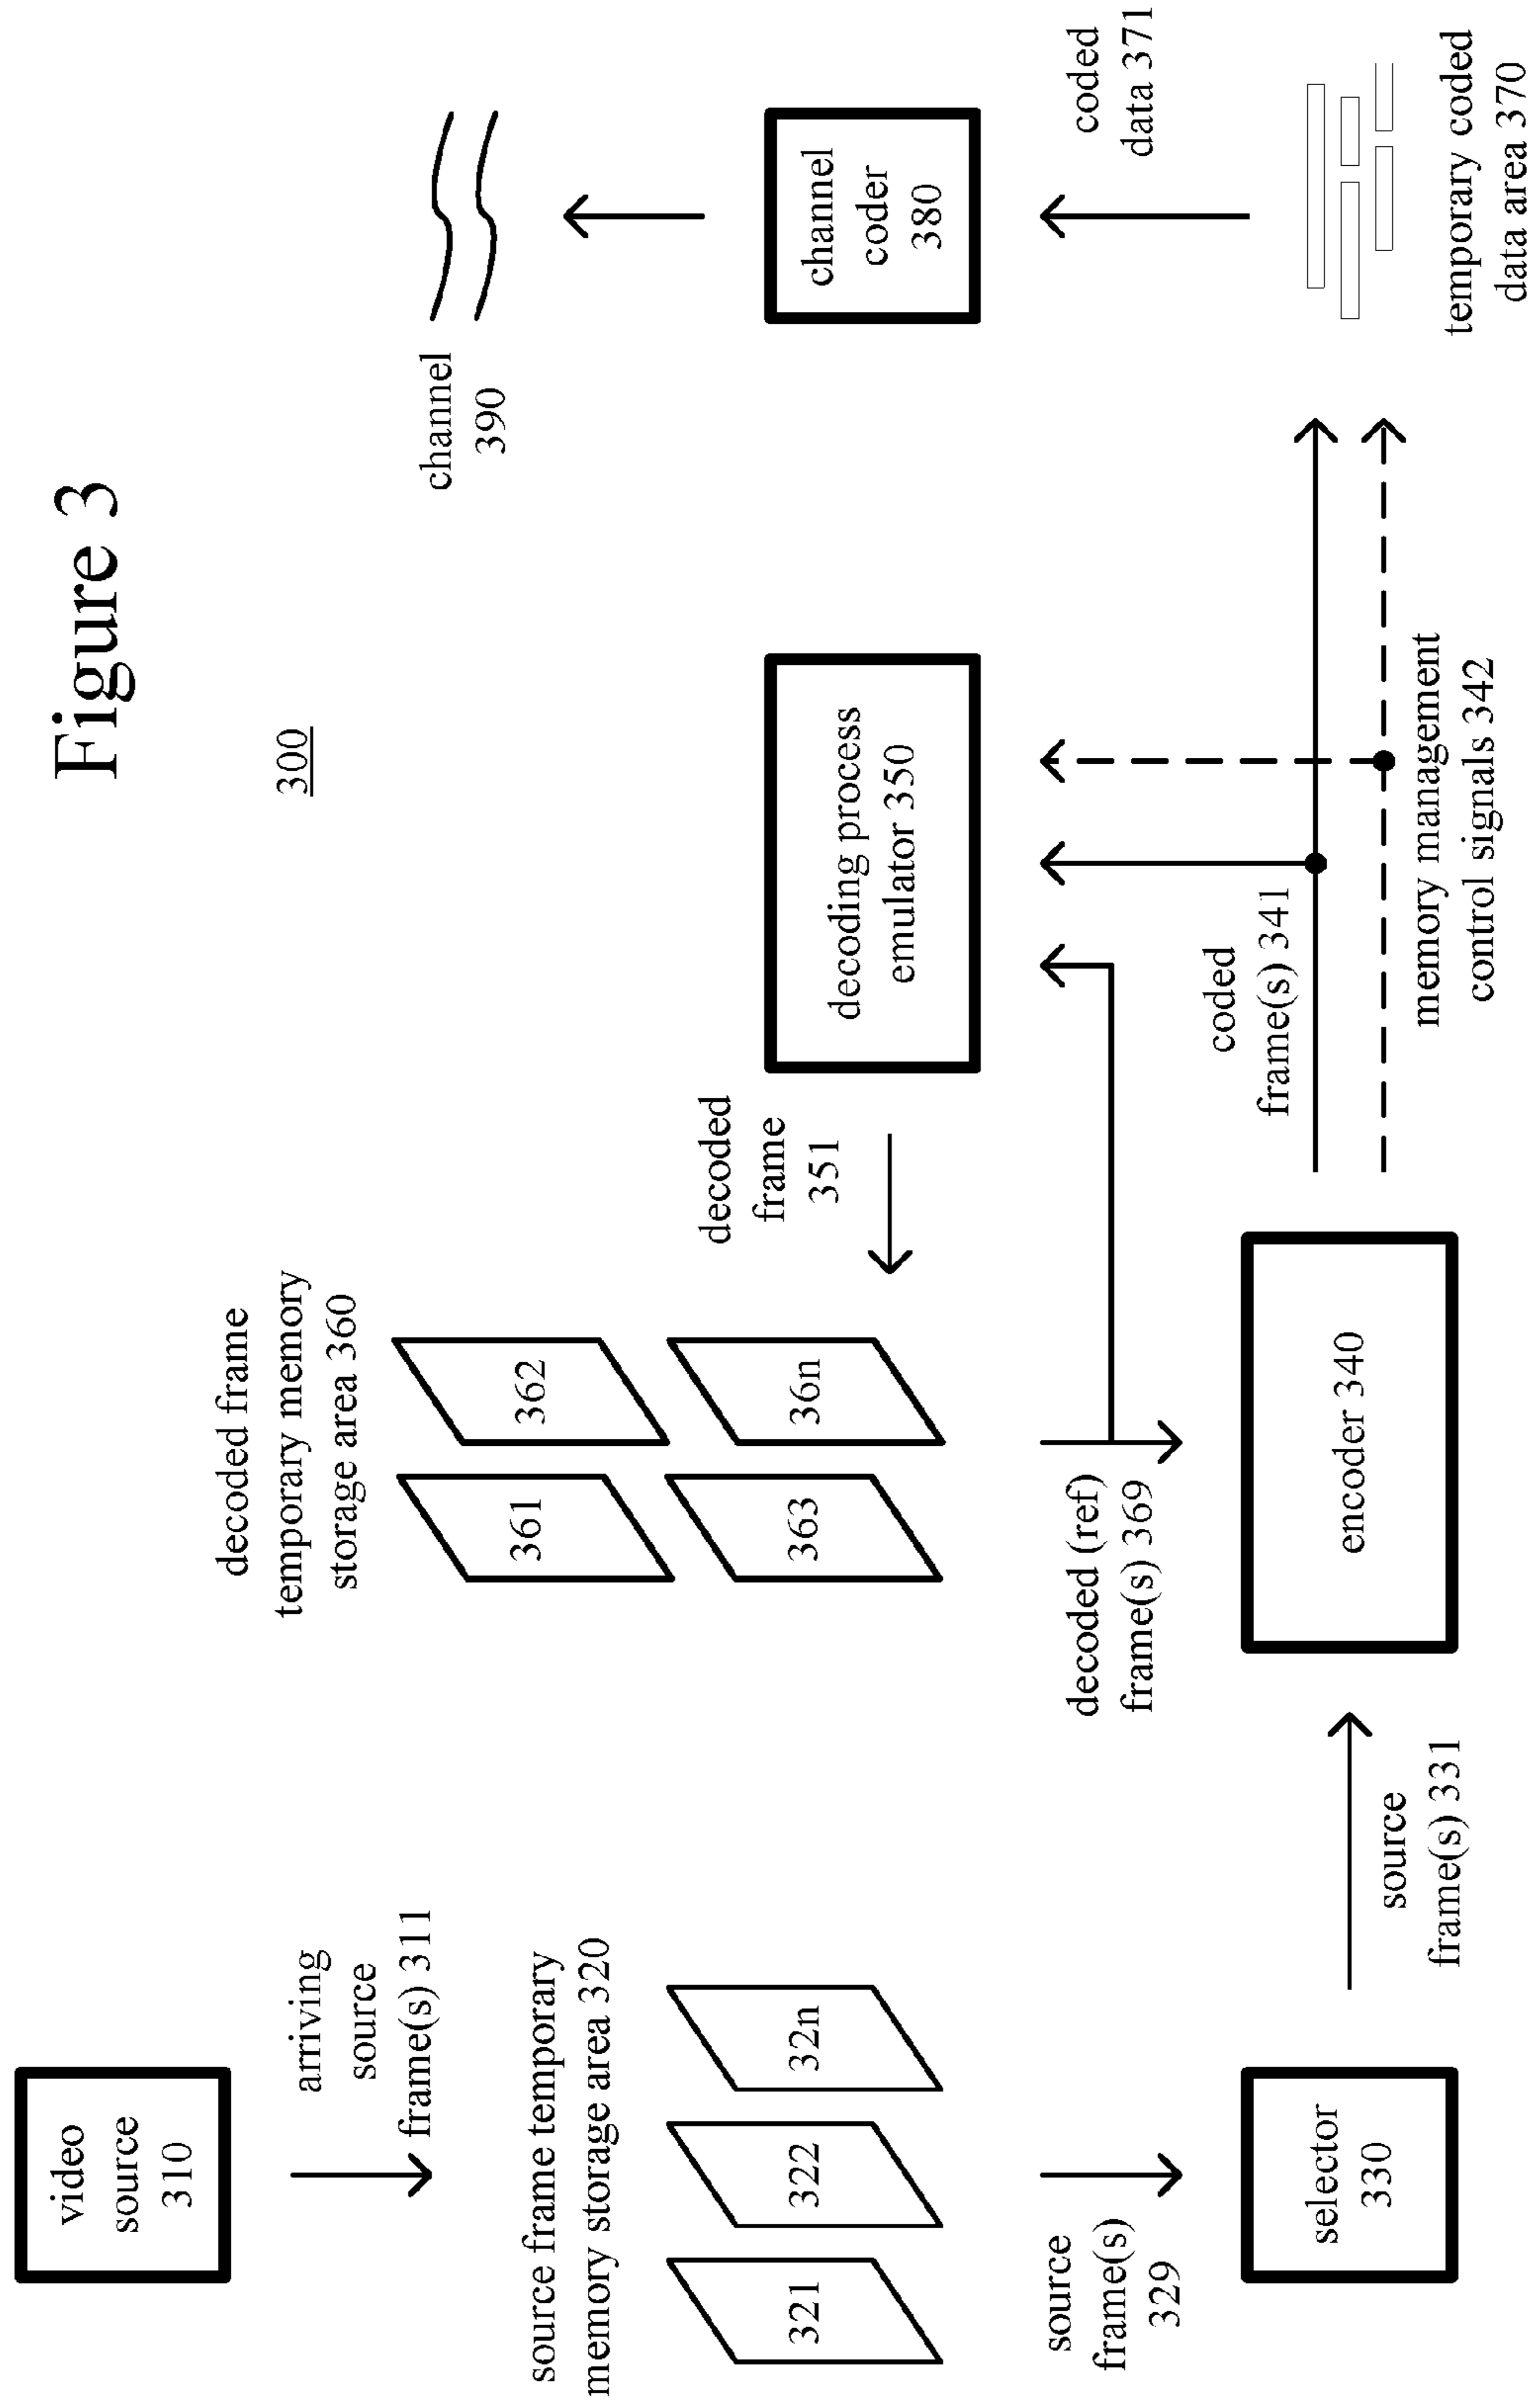 Figure 3
300
video
source
310
arriving
source
frame(s) 311
source frame temporary
memory storage area 320
321
322
32n
source
frame(s)
329
selector
330
source
frame(s) 331
decoded frame
temporary memory
storage area 360
361
362
363
36n
decoded (ref)
frame(s) 369
encoder 340
decoded
frame
351
decoding process
emulator 350
coded
frame(s) 341
memory management
control signals 342
channel
390
channel
coder
380
coded
data 371
temporary coded
data area 370